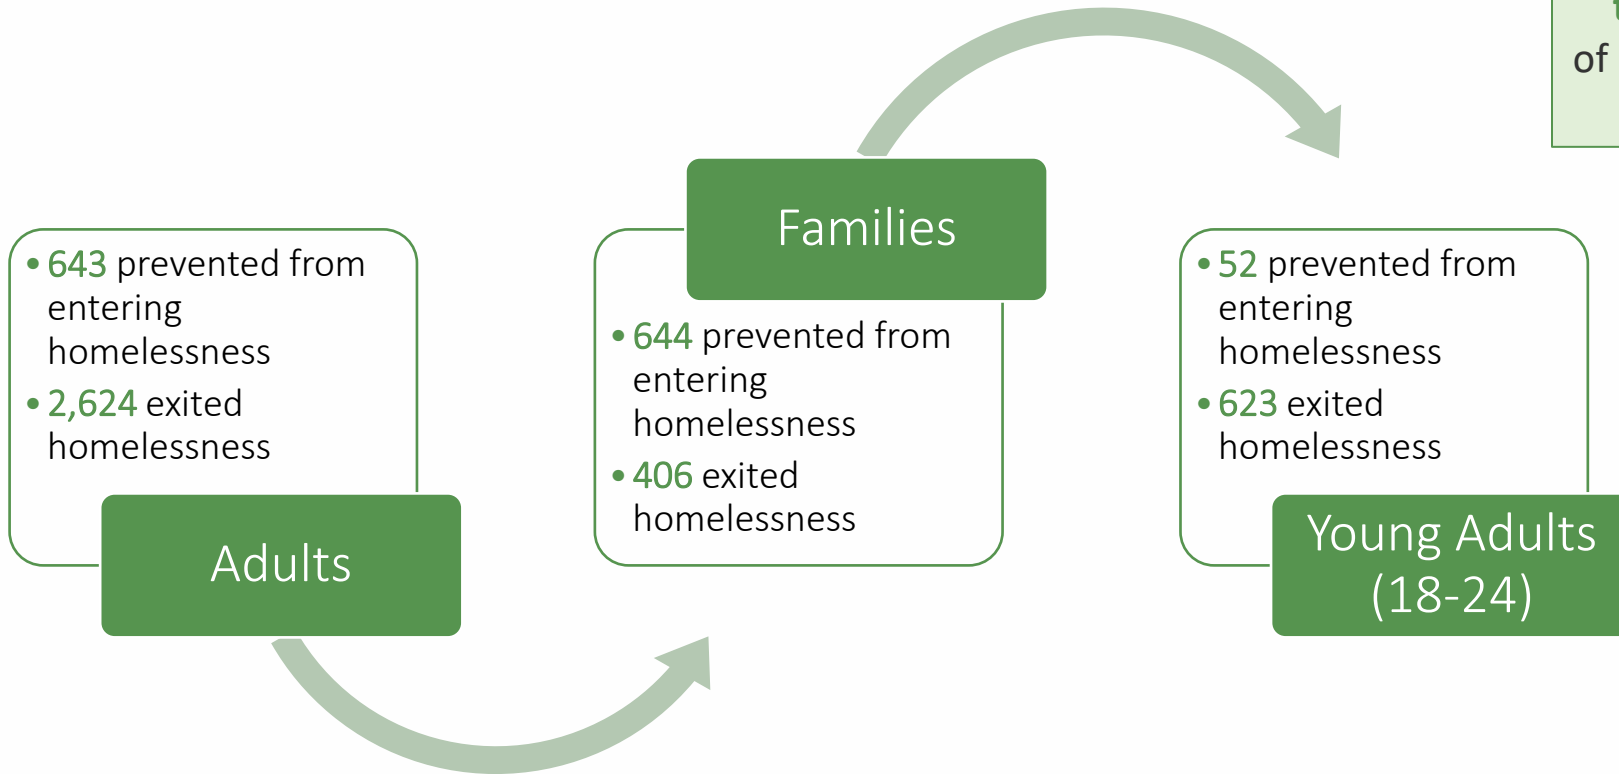 of
• 643 prevented from
entering
homelessness
• 2,624 exited
homelessness
Adults
Families
• 644 prevented from
entering
homelessness
• 406 exited
homelessness
• 52 prevented from
entering
homelessness
• 623 exited
homelessness
Young Adults
(18-24)